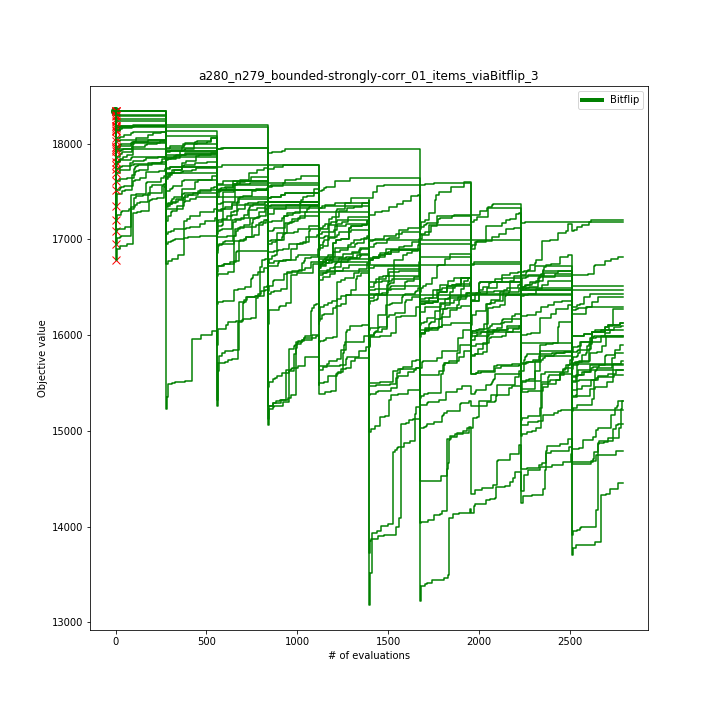 a280_n279_bounded-strongly-corr_01_items_viaBitflip_3
Bitflip
18000
17000
16000
15000
14000
13000
Objective value
0 500 1000 1500 2000 2500
# of evaluations